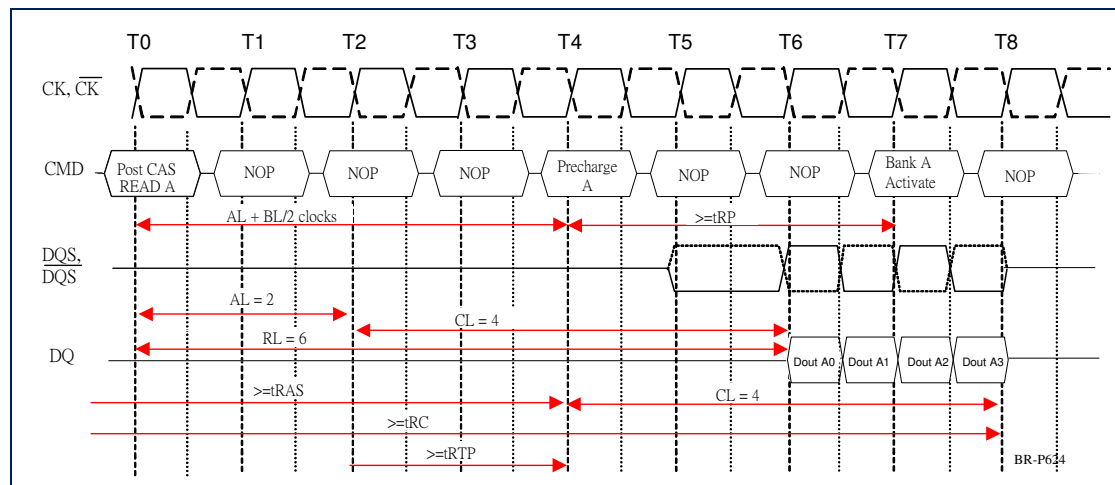 T0 T1 T2 T3 T4 T5 T6 T7 T8
CK, CK
CMD
Post CAS
READ A
NOP
NOP
NOP
Precharge
A
NOP
NOP
Bank A
Activate
NOP
AL + BL/2 clocks
>=tRP
DQS,
DQS
AL = 2
CL = 4
RL = 6
DQ
Dout A0
Dout A1
Dout A2
Dout A3
>=tRAS
CL = 4
>=tRC
>=tRTP
BR-P624